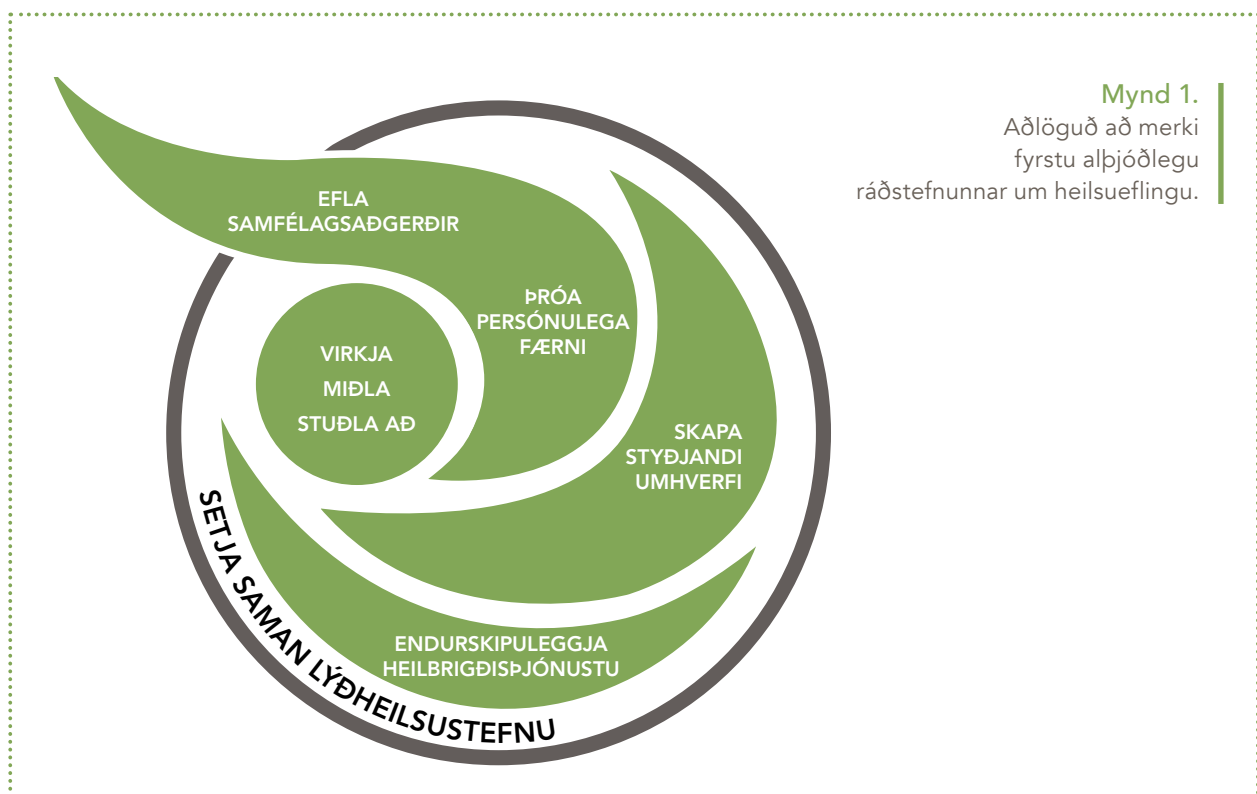 Mynd 1.
Aðlöguð að merki
fyrstu alþjóðlegu
ráðstefnunnar um heilsueflingu.
EFLA
SAMFÉLAGSAÐGERÐIR
ÞRÓA
PERSÓNULEGA
FÆRNI
VIRKJA
MIÐLA
STUÐLA AÐ
SKAPA
STYÐJANDI
UMHVERFI
ENDURSKIPULEGGJA
HEILBRIGÐISÞJÓNUSTU
SETJA SAMAN LÝÐHEILSUSTEFNU